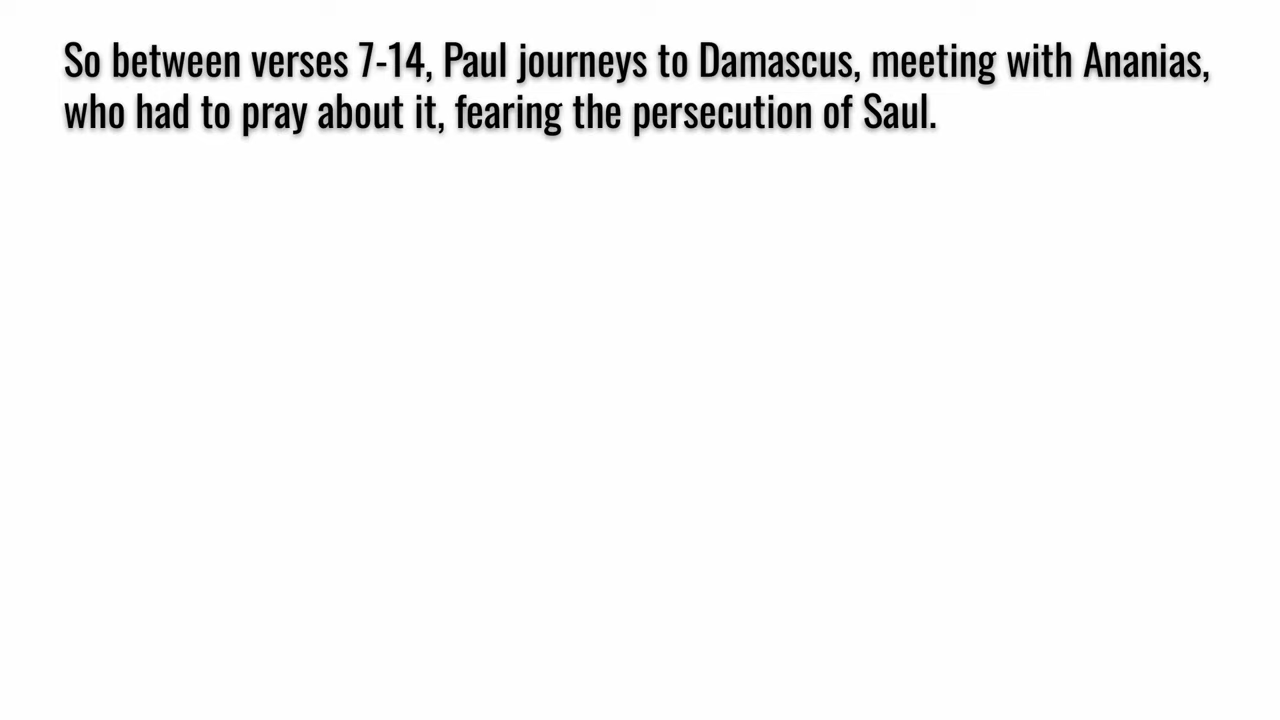 So between verses 7-14, Paul journeys to Damascus, meeting with Ananias,
who had to pray about it, fearing the persecution of Saul.